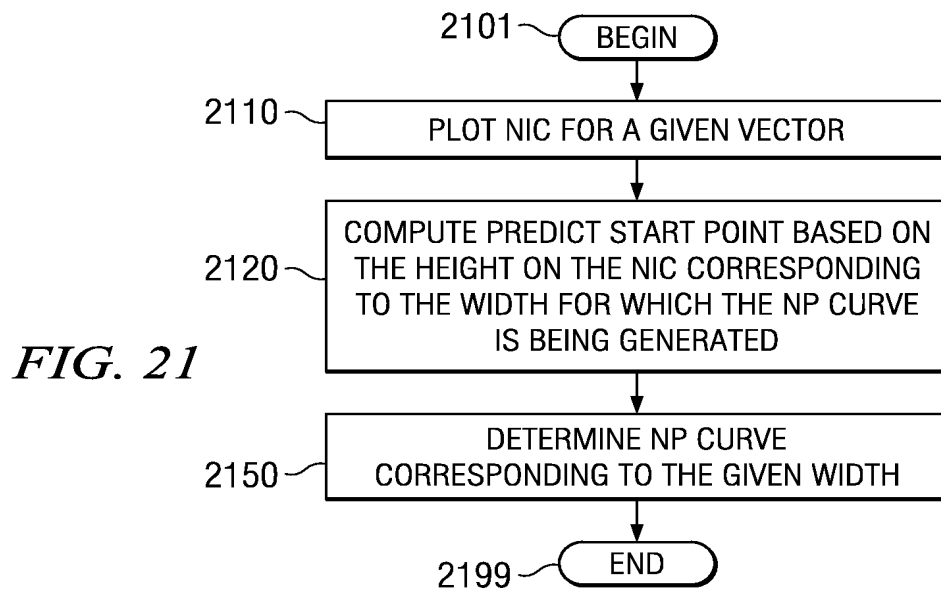 2101
BEGIN
2110
PLOT NIC FOR A GIVEN VECTOR
2120
COMPUTE PREDICT START POINT BASED ON
THE HEIGHT ON THE NIC CORRESPONDING
TO THE WIDTH FOR WHICH THE NP CURVE
IS BEING GENERATED
FIG. 21
2150
DETERMINE NP CURVE
CORRESPONDING TO THE GIVEN WIDTH
2199
END